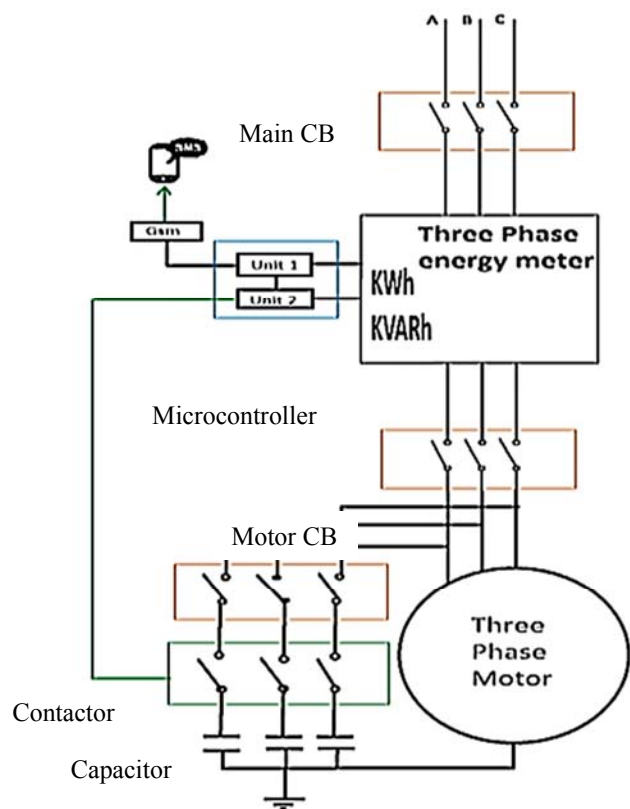 A B C
Main CB
SMS
Gsm
Three Phase
energy meter
Unit 1
KWh
Unit 2
KVARh
Microcontroller
Motor CB
Three
Phase
Motor
Contactor
Capacitor